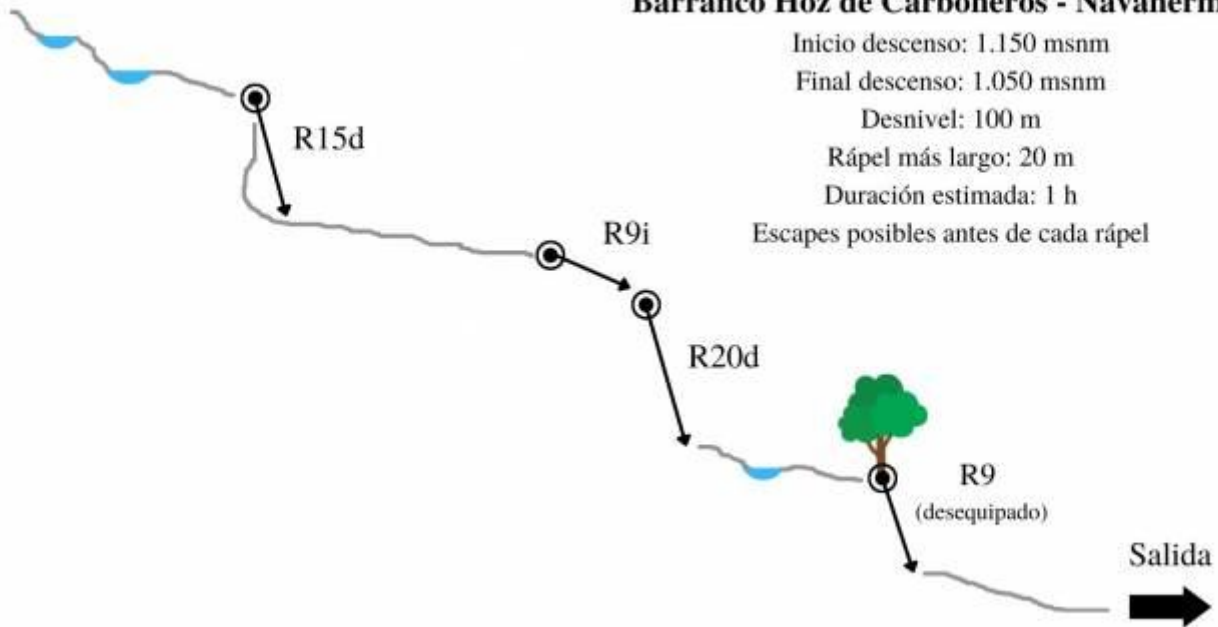 Barranco Hoz de Carboneros -
Inicio descenso: 1.150 msnm
Final descenso: 1.050 msnm
Desnivel: 100 m
Rápel más largo: 20 m
Duración estimada: 1 h
Escapes posibles antes de cada rápel
R15d
R9i
R20d
R9
(desequipado)
Salida